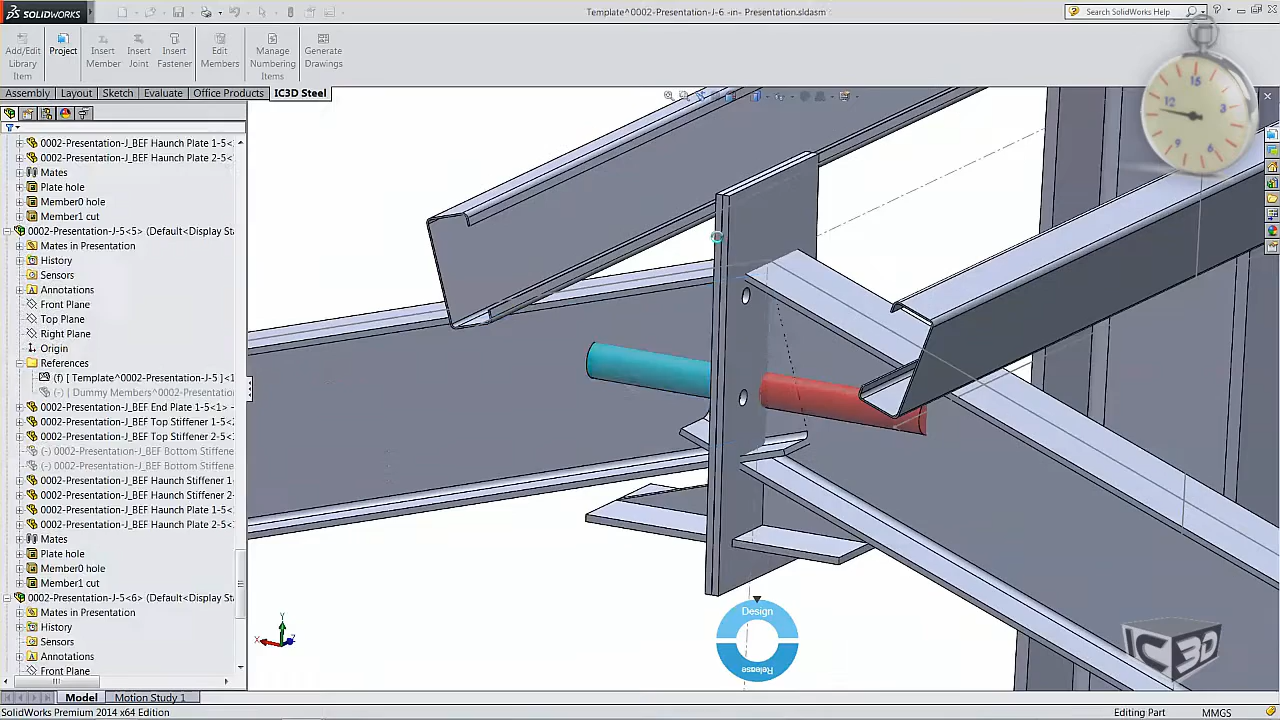 SOLIDWORKS
Template^0002-Presentation-J-6 -in- Presentation.sldasm
Search SolidWorks Help
Add/Edit Library Item
Project
Insert Member
Insert Joint
Insert Fastener
Edit Members
Manage Numbering Items
Generate Drawings
Assembly
Layout
Sketch
Evaluate
Office Products
IC3D Steel
0002-Presentation-J_BEF Haunch Plate 1-5<
0002-Presentation-J_BEF Haunch Plate 2-5<
Mates
Plate hole
Member0 hole
Member1 cut
0002-Presentation-J-5<5> (Default<Display Sta
Mates in Presentation
History
Sensors
Annotations
Front Plane
Top Plane
Right Plane
Origin
References
(f) [ Template^0002-Presentation-J-5 ]<1
(-) [ Dummy Members^0002-Presentatio
0002-Presentation-J_BEF End Plate 1-5<1> -
0002-Presentation-J_BEF Top Stiffener 1-5<
0002-Presentation-J_BEF Top Stiffener 2-5<
(-) 0002-Presentation-J_BEF Bottom Stiffene
(-) 0002-Presentation-J_BEF Bottom Stiffene
0002-Presentation-J_BEF Haunch Stiffener 1
0002-Presentation-J_BEF Haunch Stiffener 2
0002-Presentation-J_BEF Haunch Plate 1-5<
0002-Presentation-J_BEF Haunch Plate 2-5<
Mates
Plate hole
Member0 hole
Member1 cut
0002-Presentation-J-5<6> (Default<Display Sta
Mates in Presentation
History
Sensors
Annotations
Front Plane
15
12
3
9
6
Y
X
Z
Design
Release
IC3D
Model
Motion Study 1
SolidWorks Premium 2014 x64 Edition
Editing Part
MMGS